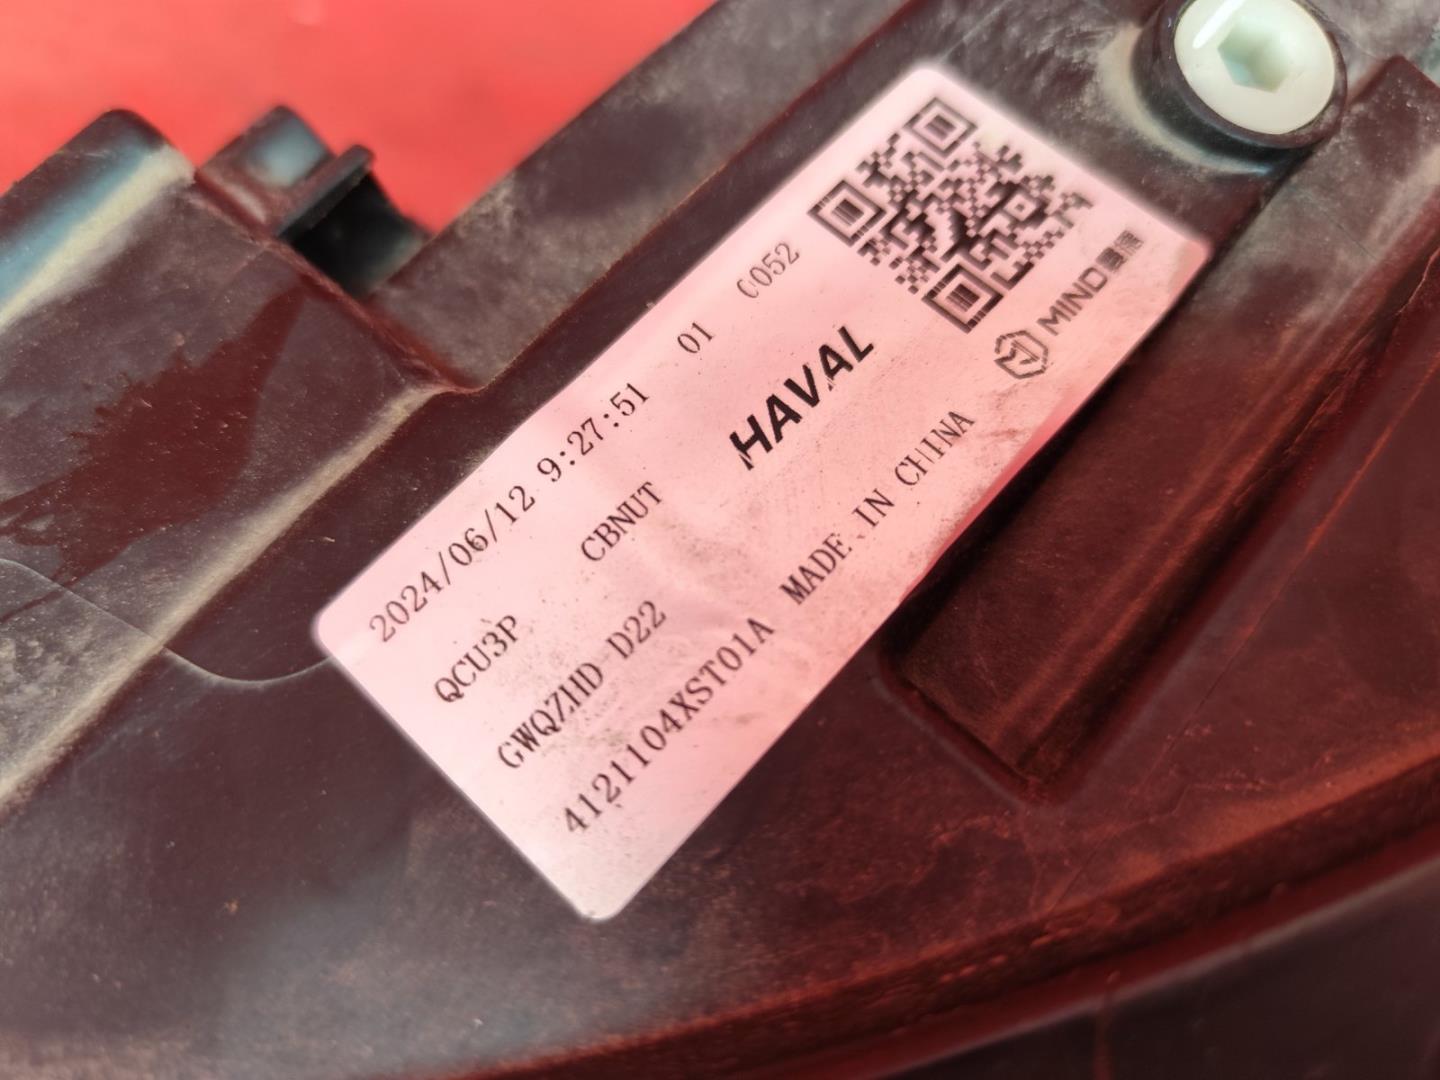 2024/06/12 9:27:51 01 C052
QCU3P CBNUT
HAVAL
GWQZHD D22
4121104XST01A MADE IN CHINA
MIND